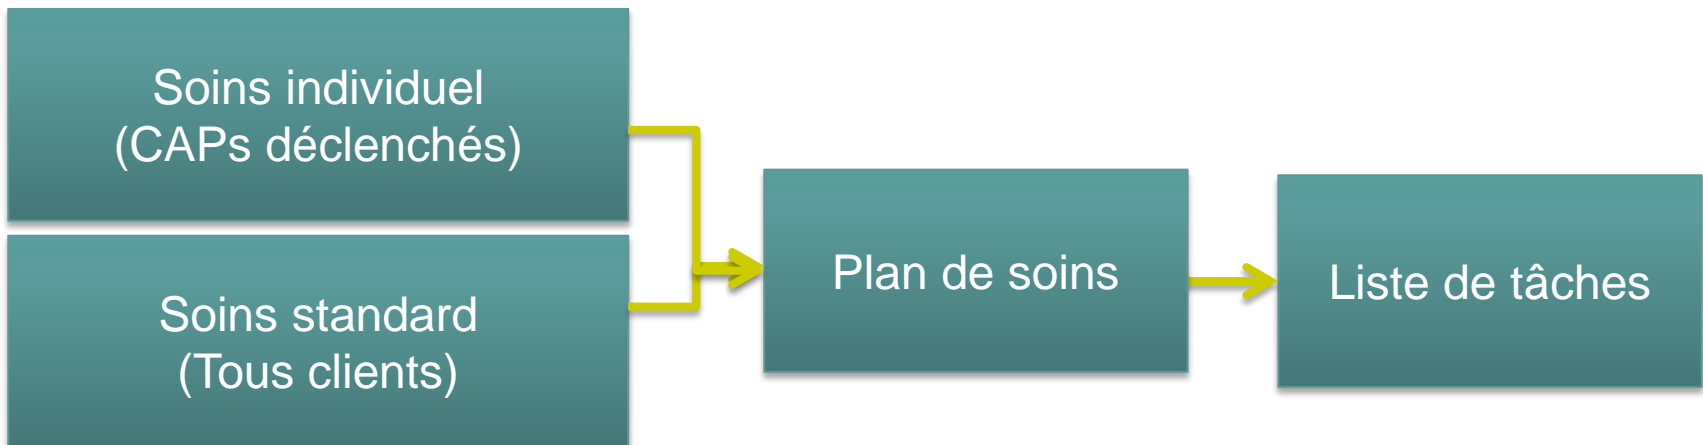 Soins individuel
(CAPs déclenchés)
Soins standard
(Tous clients)
Plan de soins
Liste de tâches